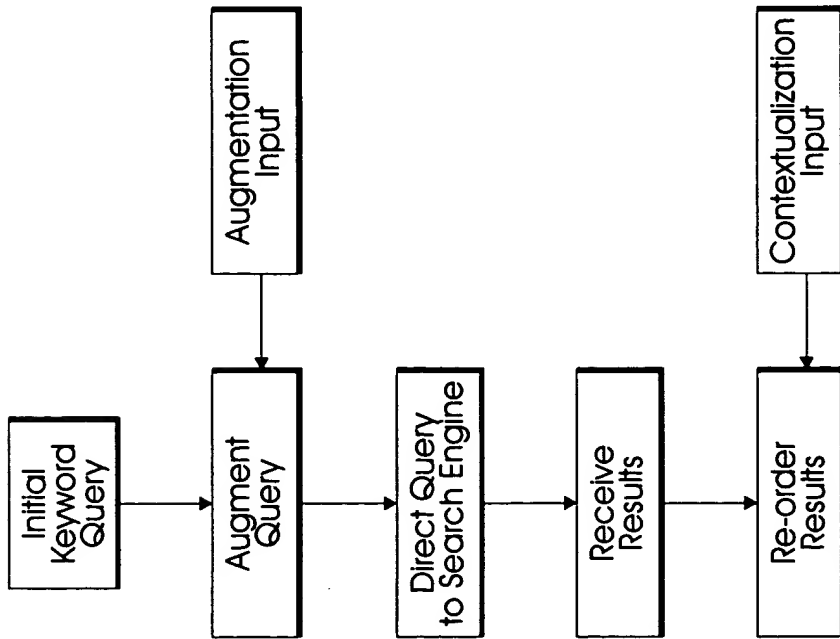 Initial
Keyword
Query
Augment
Query
Augmentation
Input
Direct Query
to Search Engine
Receive
Results
Re-order
Results
Contextualization
Input